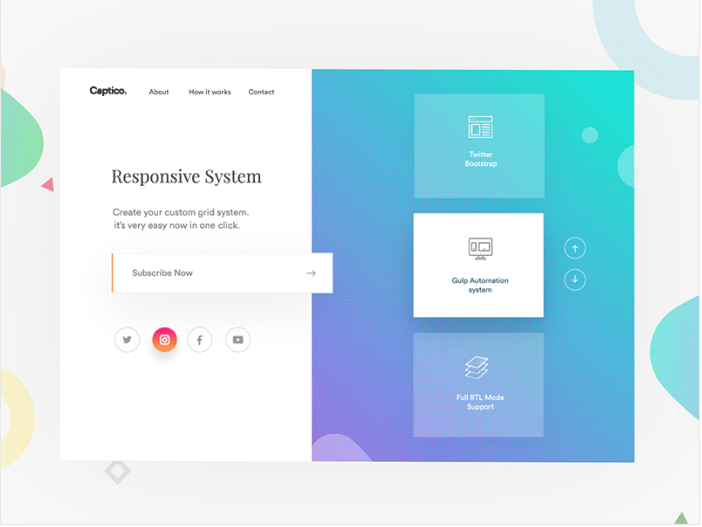 Captico.
About
How it works
Contact
Responsive System
Create your custom grid system.
it's very easy now in one click.
Subscribe Now
Twitter
Bootstrap
Gulp Automation
system
Full RTL Mode
Support